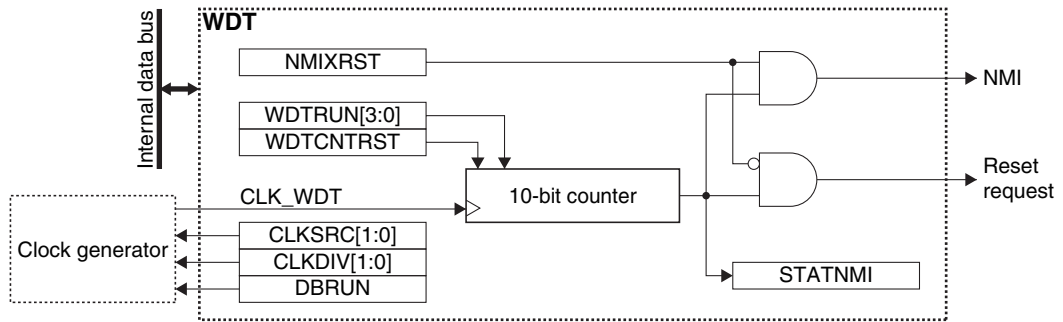 Internal data bus
WDT
NMIXRST
NMI
WDTRUN[3:0]
WDTCNTRST
Reset
request
10-bit counter
CLK_WDT
Clock generator
CLKSRC[1:0]
CLKDIV[1:0]
DBRUN
STATNMI